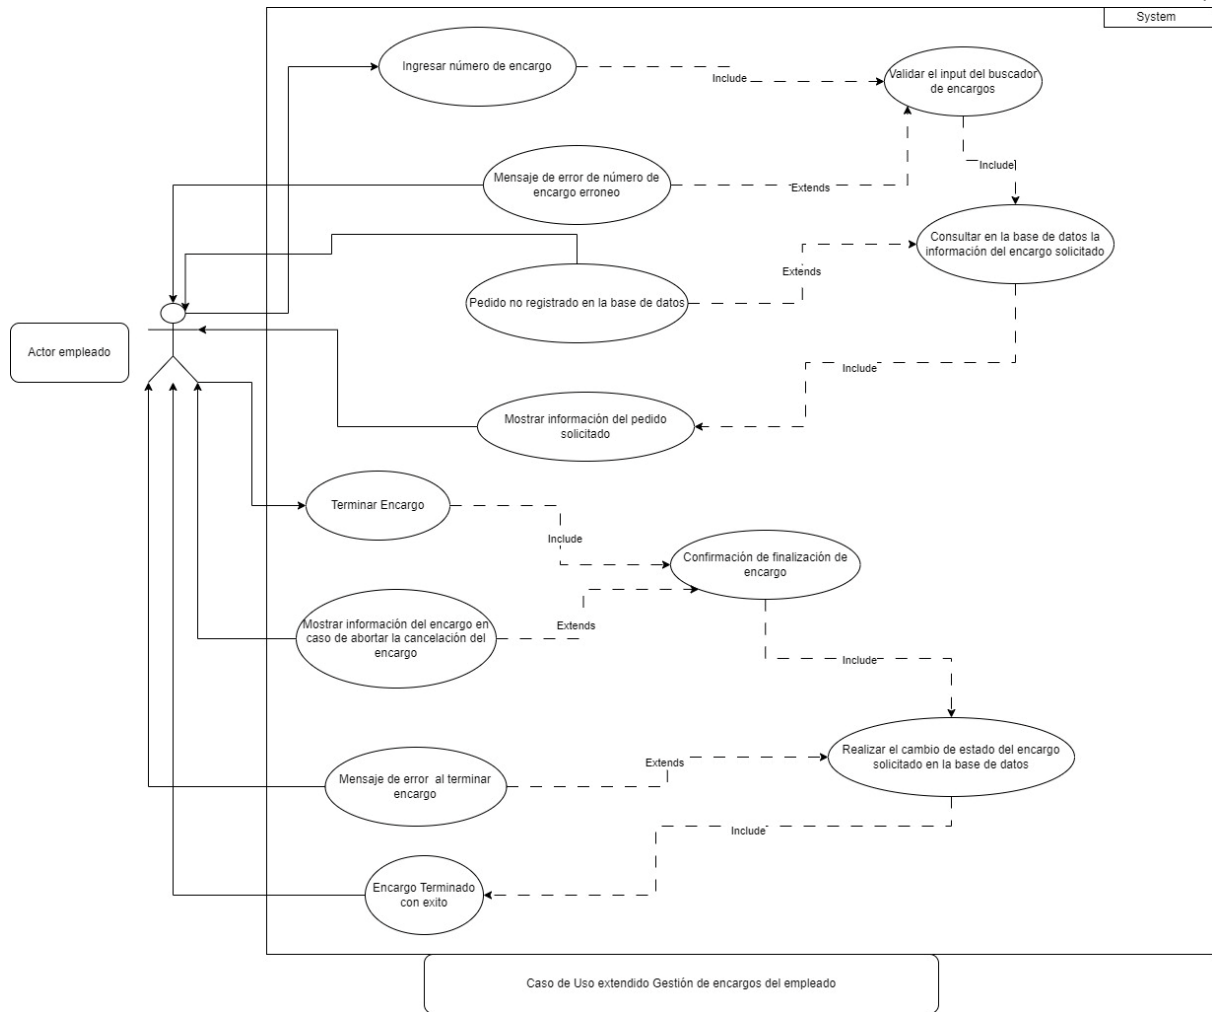 System
Ingresar número de encargo
Include
Validar el input del buscador
de encargos
Mensaje de error de número de
encargo erroneo
Extends
Include
Consultar en la base de datos la
información del encargo solicitado
Extends
Pedido no registrado en la base de datos
Actor empleado
Include
Mostrar información del pedido
solicitado
Terminar Encargo
Include
Confirmación de finalización de
encargo
Mostrar información del encargo en
caso de abortar la cancelación del
encargo
Extends
Include
Realizar el cambio de estado del encargo
solicitado en la base de datos
Extends
Mensaje de error al terminar
encargo
Include
Encargo Terminado
con exito
Caso de Uso extendido Gestión de encargos del empleado